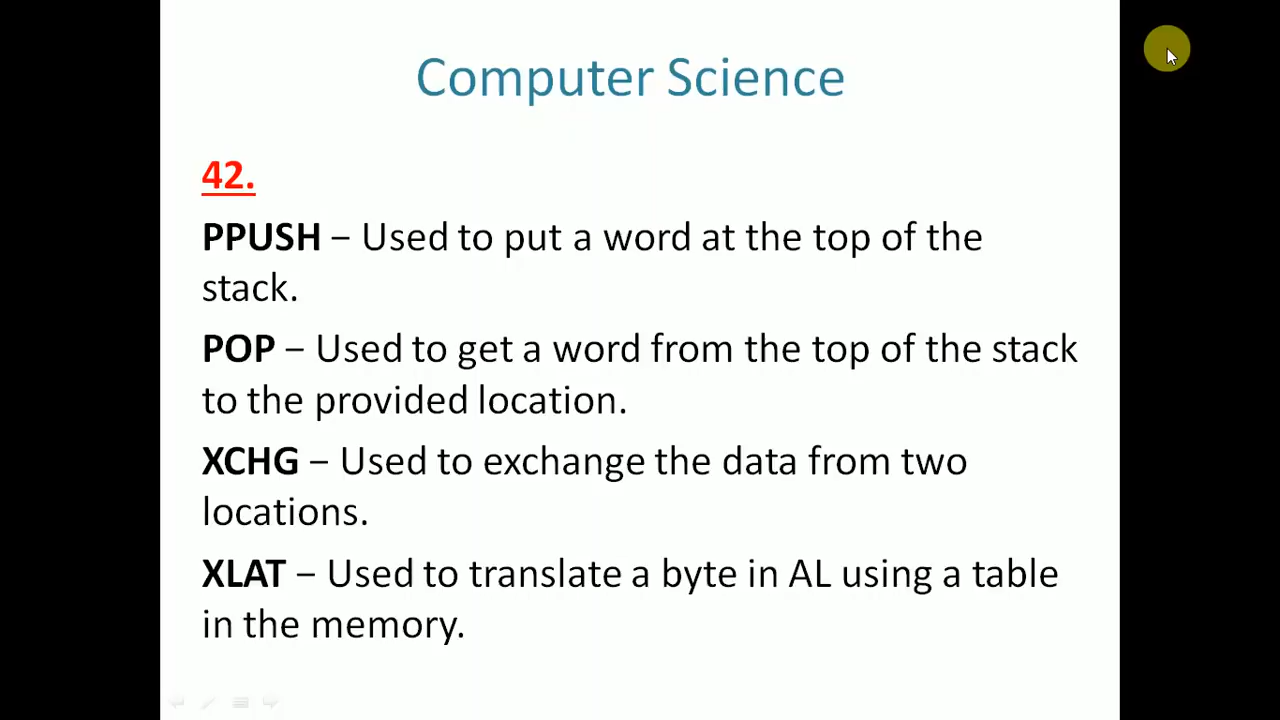 Computer Science
42.
PPUSH − Used to put a word at the top of the
stack.
POP − Used to get a word from the top of the stack
to the provided location.
XCHG − Used to exchange the data from two
locations.
XLAT − Used to translate a byte in AL using a table
in the memory.